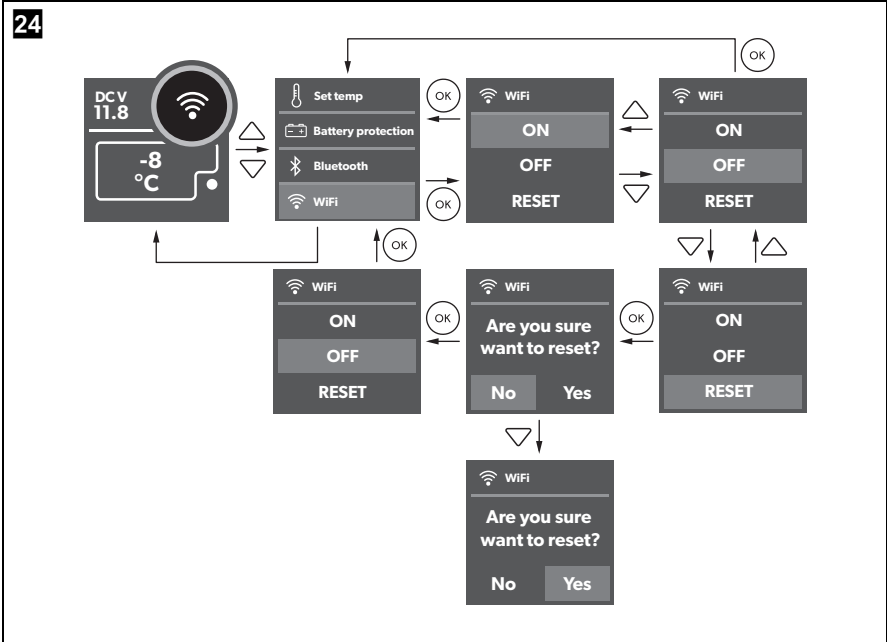 24
OK
DC V
11.8
-8
°C
Set temp
Battery protection
Bluetooth
WiFi
OK
OK
WiFi
ON
OFF
RESET
WiFi
ON
OFF
RESET
OK
WiFi
ON
OFF
RESET
OK
WiFi
Are you sure
want to reset?
No Yes
OK
WiFi
ON
OFF
RESET
WiFi
Are you sure
want to reset?
No Yes